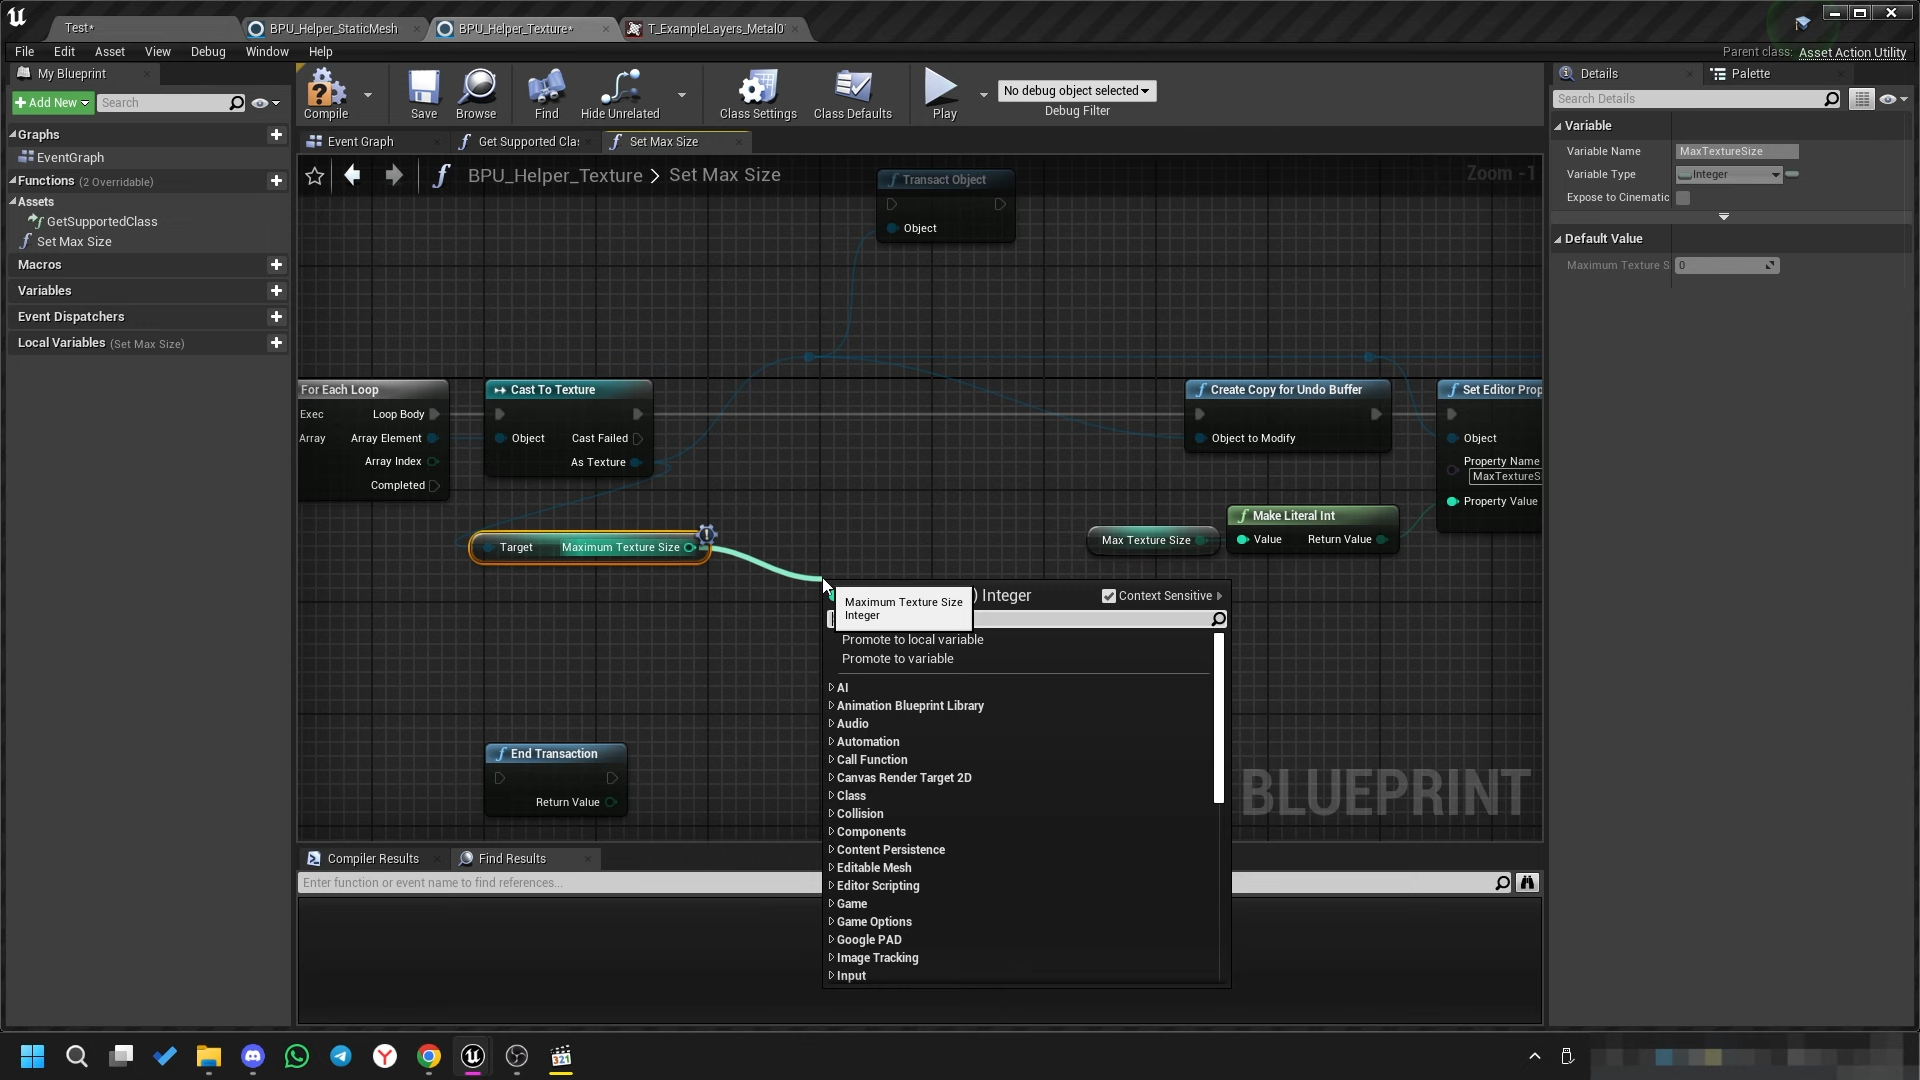 Test*
BPU_Helper_StaticMesh
BPU_Helper_Texture*
T_ExampleLayers_Metal0
File Edit Asset View Debug Window Help
Parent class: Asset Action Utility
My Blueprint
Add New
Search
Graphs
EventGraph
Functions (2 Overridable)
Assets
GetSupportedClass
Set Max Size
Macros
Variables
Event Dispatchers
Local Variables (Set Max Size)
Compile
Save
Browse
Find
Hide Unrelated
Class Settings
Class Defaults
Play
No debug object selected
Debug Filter
Event Graph
Get Supported Cla
Set Max Size
BPU_Helper_Texture > Set Max Size
Zoom -1
Transact Object
Object
For Each Loop
Exec Loop Body
Array Array Element
Array Index
Completed
Cast To Texture
Object Cast Failed
As Texture
Target Maximum Texture Size
Create Copy for Undo Buffer
Object to Modify
Set Editor Prop
Object
Property Name
MaxTextureS
Property Value
Max Texture Size
Make Literal Int
Value Return Value
End Transaction
Return Value
Maximum Texture Size
Integer
) Integer
Context Sensitive
Promote to local variable
Promote to variable
AI
Animation Blueprint Library
Audio
Automation
Call Function
Canvas Render Target 2D
Class
Collision
Components
Content Persistence
Editable Mesh
Editor Scripting
Game
Game Options
Google PAD
Image Tracking
Input
BLUEPRINT
Compiler Results
Find Results
Enter function or event name to find references...
Details
Palette
Search Details
Variable
Variable Name MaxTextureSize
Variable Type Integer
Expose to Cinematic
Default Value
Maximum Texture S 0
321